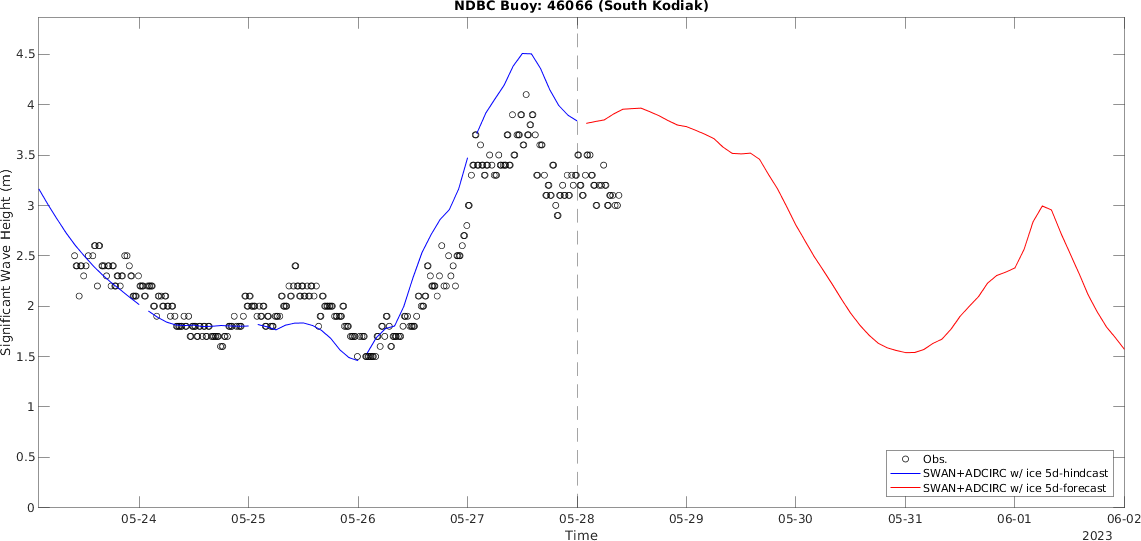 NDBC Buoy: 46066 (South Kodiak)
4.5
4
3.5
3
2.5
2
1.5
1
0.5
0
Significant Wave Height (m)
05-24 05-25 05-26 05-27 05-28 05-29 05-30 05-31 06-01 06-02
Time
2023
Obs.
SWAN+ADCIRC w/ ice 5d-hindcast
SWAN+ADCIRC w/ ice 5d-forecast